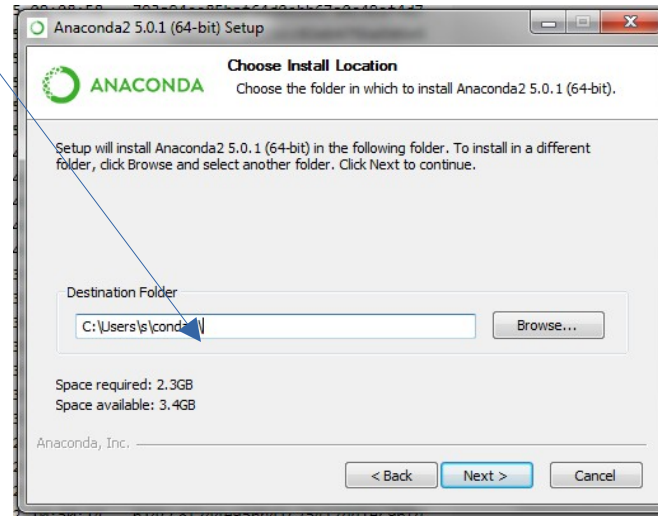 Anaconda2 5.0.1 (64-bit) Setup
ANACONDA
Choose Install Location
Choose the folder in which to install Anaconda2 5.0.1 (64-bit).
Setup will install Anaconda2 5.0.1 (64-bit) in the following folder. To install in a different
folder, click Browse and select another folder. Click Next to continue.
Destination Folder
Browse...
Space required: 2.3GB
Space available: 3.4GB
Anaconda, Inc.
< Back
Next >
Cancel